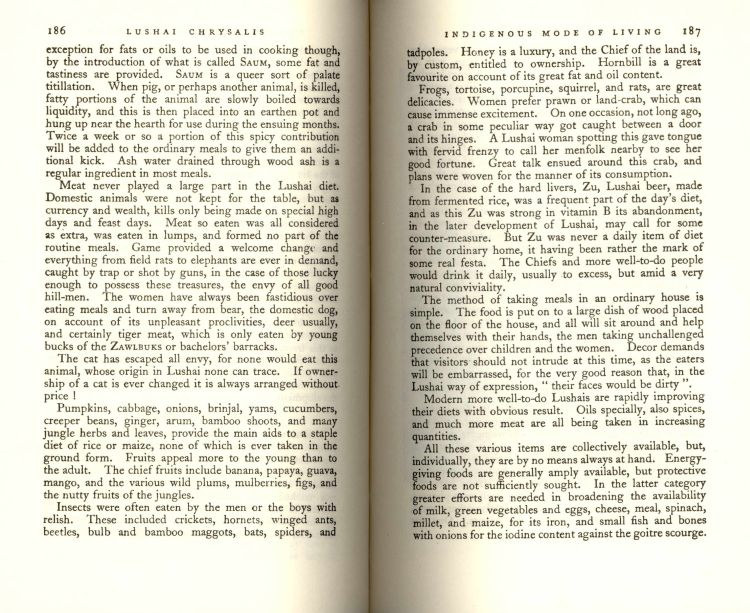 186 LUSHAI CHRYSALIS
exception for fats or oils to be used in cooking though,
by the introduction of what is called SAUM, some fat and
tastiness are provided. SAUM is a queer sort of palate
titillation. When pig, or perhaps another animal, is killed,
fatty portions of the animal are slowly boiled towards
liquidity, and this is then placed into an earthen pot and
hung up near the hearth for use during the ensuing months.
Twice a week or so a portion of this spicy contribution
will be added to the ordinary meals to give them an addi-
tional kick. Ash water drained through wood ash is a
regular ingredient in most meals.
Meat never played a large part in the Lushai diet.
Domestic animals were not kept for the table, but as
currency and wealth, kills only being made on special high
days and feast days. Meat so eaten was all considered
as extra, was eaten in lumps, and formed no part of the
routine meals. Game provided a welcome change and
everything from field rats to elephants are ever in demand,
caught by trap or shot by guns, in the case of those lucky
enough to possess these treasures, the envy of all good
hill-men. The women have always been fastidious over
eating meals and turn away from bear, the domestic dog,
on account of its unpleasant proclivities, deer usually,
and certainly tiger meat, which is only eaten by young
bucks of the ZAWLBUKS or bachelors' barracks.
The cat has escaped all envy, for none would eat this
animal, whose origin in Lushai none can trace. If owner-
ship of a cat is ever changed it is always arranged without
price !
Pumpkins, cabbage, onions, brinjal, yams, cucumbers,
creeper beans, ginger, arum, bamboo shoots, and many
jungle herbs and leaves, provide the main aids to a staple
diet of rice or maize, none of which is ever taken in the
ground form. Fruits appeal more to the young than to
the adult. The chief fruits include banana, papaya, guava,
mango, and the various wild plums, mulberries, figs, and
the nutty fruits of the jungles.
Insects were often eaten by the men or the boys with
relish. These included crickets, hornets, winged ants,
beetles, bulb and bamboo maggots, bats, spiders, and
INDIGENOUS MODE OF LIVING 187
tadpoles. Honey is a luxury, and the Chief of the land is,
by custom, entitled to ownership. Hornbill is a great
favourite on account of its great fat and oil content.
Frogs, tortoise, porcupine, squirrel, and rats, are great
delicacies. Women prefer prawn or land-crab, which can
cause immense excitement. On one occasion, not long ago,
a crab in some peculiar way got caught between a door
and its hinges. A Lushai woman spotting this gave tongue
with fervid frenzy to call her menfolk nearby to see her
good fortune. Great talk ensued around this crab, and
plans were woven for the manner of its consumption.
In the case of the hard livers, Zu, Lushai beer, made
from fermented rice, was a frequent part of the day's diet,
and as this Zu was strong in vitamin B its abandonment,
in the later development of Lushai, may call for some
counter-measure. But Zu was never a daily item of diet
for the ordinary home, it having been rather the mark of
some real festa. The Chiefs and more well-to-do people
would drink it daily, usually to excess, but amid a very
natural conviviality.
The method of taking meals in an ordinary house is
simple. The food is put on to a large dish of wood placed
on the floor of the house, and all will sit around and help
themselves with their hands, the men taking unchallenged
precedence over children and the women. Decor demands
that visitors should not intrude at this time, as the eaters
will be embarrassed, for the very good reason that, in the
Lushai way of expression, " their faces would be dirty ".
Modern more well-to-do Lushais are rapidly improving
their diets with obvious result. Oils specially, also spices,
and much more meat are all being taken in increasing
quantities.
All these various items are collectively available, but,
individually, they are by no means always at hand. Energy-
giving foods are generally amply available, but protective
foods are not sufficiently sought. In the latter category
greater efforts are needed in broadening the availability
of milk, green vegetables and eggs, cheese, meal, spinach,
millet, and maize, for its iron, and small fish and bones
with onions for the iodine content against the goitre scourge.